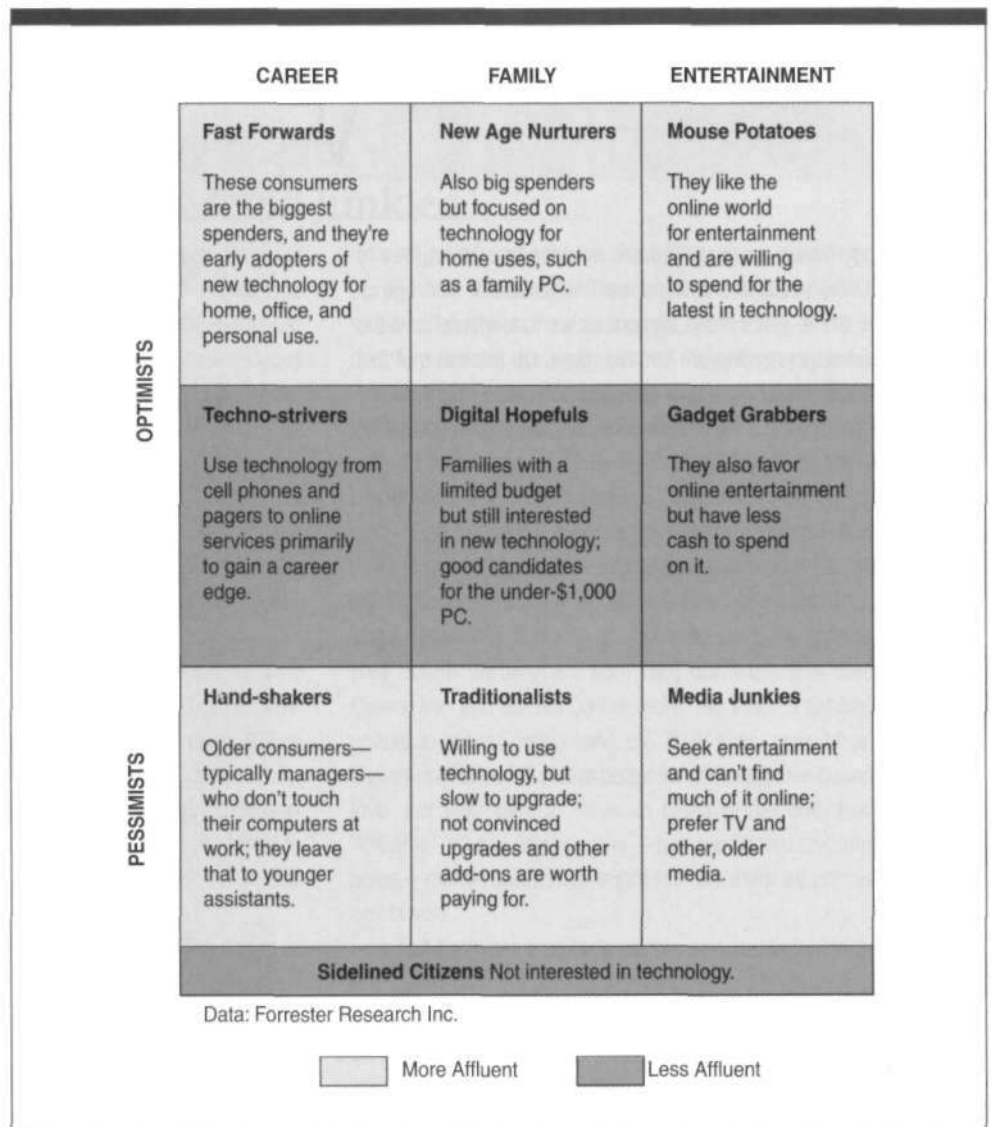 CAREER FAMILY ENTERTAINMENT
OPTIMISTS
Fast Forwards
These consumers
are the biggest
spenders, and they're
early adopters of
new technology for
home, office, and
personal use.
New Age Nurturers
Also big spenders
but focused on
technology for
home uses, such
as a family PC.
Mouse Potatoes
They like the
online world
for entertainment
and are willing
to spend for the
latest in technology.
Techno-strivers
Use technology from
cell phones and
pagers to online
services primarily
to gain a career
edge.
Digital Hopefuls
Families with a
limited budget
but still interested
in new technology;
good candidates
for the under-$1,000
PC.
Gadget Grabbers
They also favor
online entertainment
but have less
cash to spend
on it.
PESSIMISTS
Hand-shakers
Older consumers—
typically managers—
who don't touch
their computers at
work; they leave
that to younger
assistants.
Traditionalists
Willing to use
technology, but
slow to upgrade;
not convinced
upgrades and other
add-ons are worth
paying for.
Media Junkies
Seek entertainment
and can't find
much of it online;
prefer TV and
other, older
media.
Sidelined Citizens Not interested in technology.
Data: Forrester Research Inc.
More Affluent Less Affluent